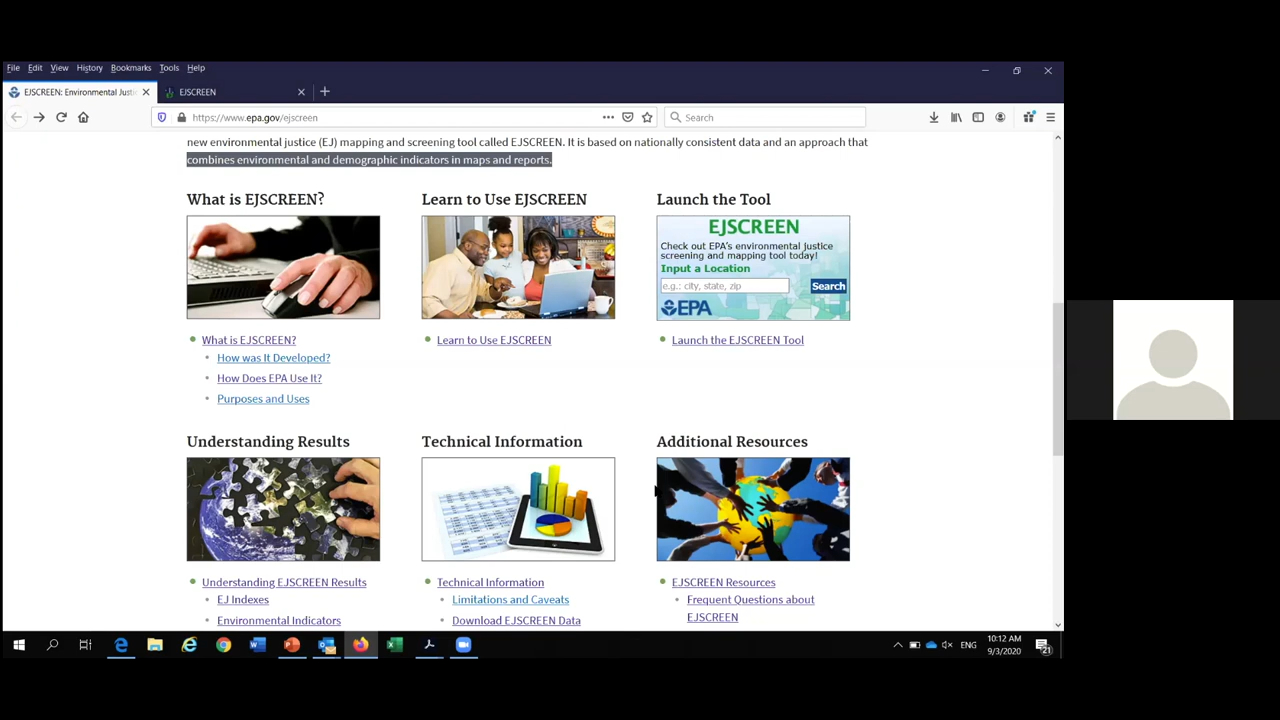 File Edit View History Bookmarks Tools Help
EJSCREEN: Environmental Justi
EJSCREEN
https://www.epa.gov/ejscreen
Search
new environmental justice (EJ) mapping and screening tool called EJSCREEN. It is based on nationally consistent data and an approach that
combines environmental and demographic indicators in maps and reports.
What is EJSCREEN?
Learn to Use EJSCREEN
Launch the Tool
EJSCREEN
Check out EPA's environmental justice
screening and mapping tool today!
Input a Location
e.g.: city, state, zip
Search
EPA
What is EJSCREEN?
How was It Developed?
How Does EPA Use It?
Purposes and Uses
Learn to Use EJSCREEN
Launch the EJSCREEN Tool
Understanding Results
Technical Information
Additional Resources
Understanding EJSCREEN Results
EJ Indexes
Environmental Indicators
Technical Information
Limitations and Caveats
Download EJSCREEN Data
EJSCREEN Resources
Frequent Questions about
EJSCREEN
ENG
10:12 AM
9/3/2020
21